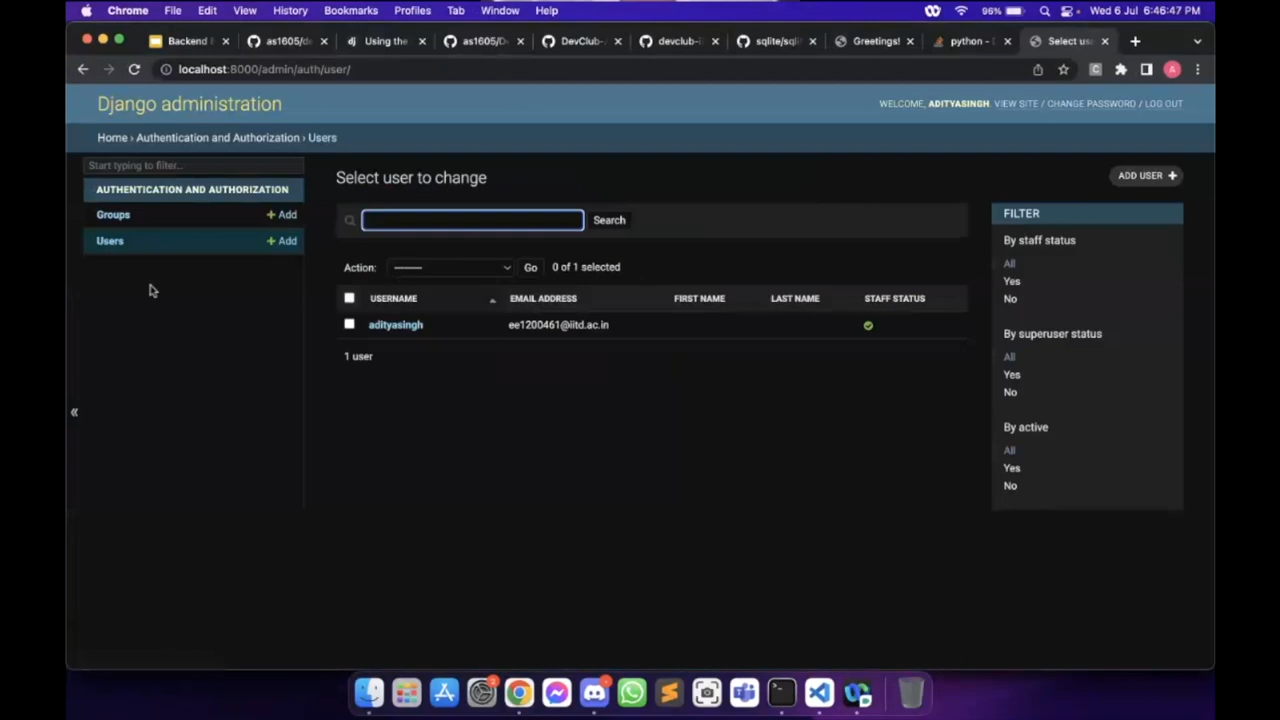 Chrome File Edit View History Bookmarks Profiles Tab Window Help 96% Wed 6 Jul 6:46:47 PM
Backend as1605/de dj Using the as1605/D DevClub- devclub- sqlite/sql Greetings! python - Select us
localhost:8000/admin/auth/user/ C A
Django administration
WELCOME, ADITYASINGH. VIEW SITE / CHANGE PASSWORD / LOG OUT
Home › Authentication and Authorization › Users
Start typing to filter...
AUTHENTICATION AND AUTHORIZATION
Groups + Add
Users + Add
«
Select user to change
ADD USER +
Search
Action: --------- Go 0 of 1 selected
USERNAME EMAIL ADDRESS FIRST NAME LAST NAME STAFF STATUS
adityasingh ee1200461@iitd.ac.in
1 user
FILTER
By staff status
All
Yes
No
By superuser status
All
Yes
No
By active
All
Yes
No